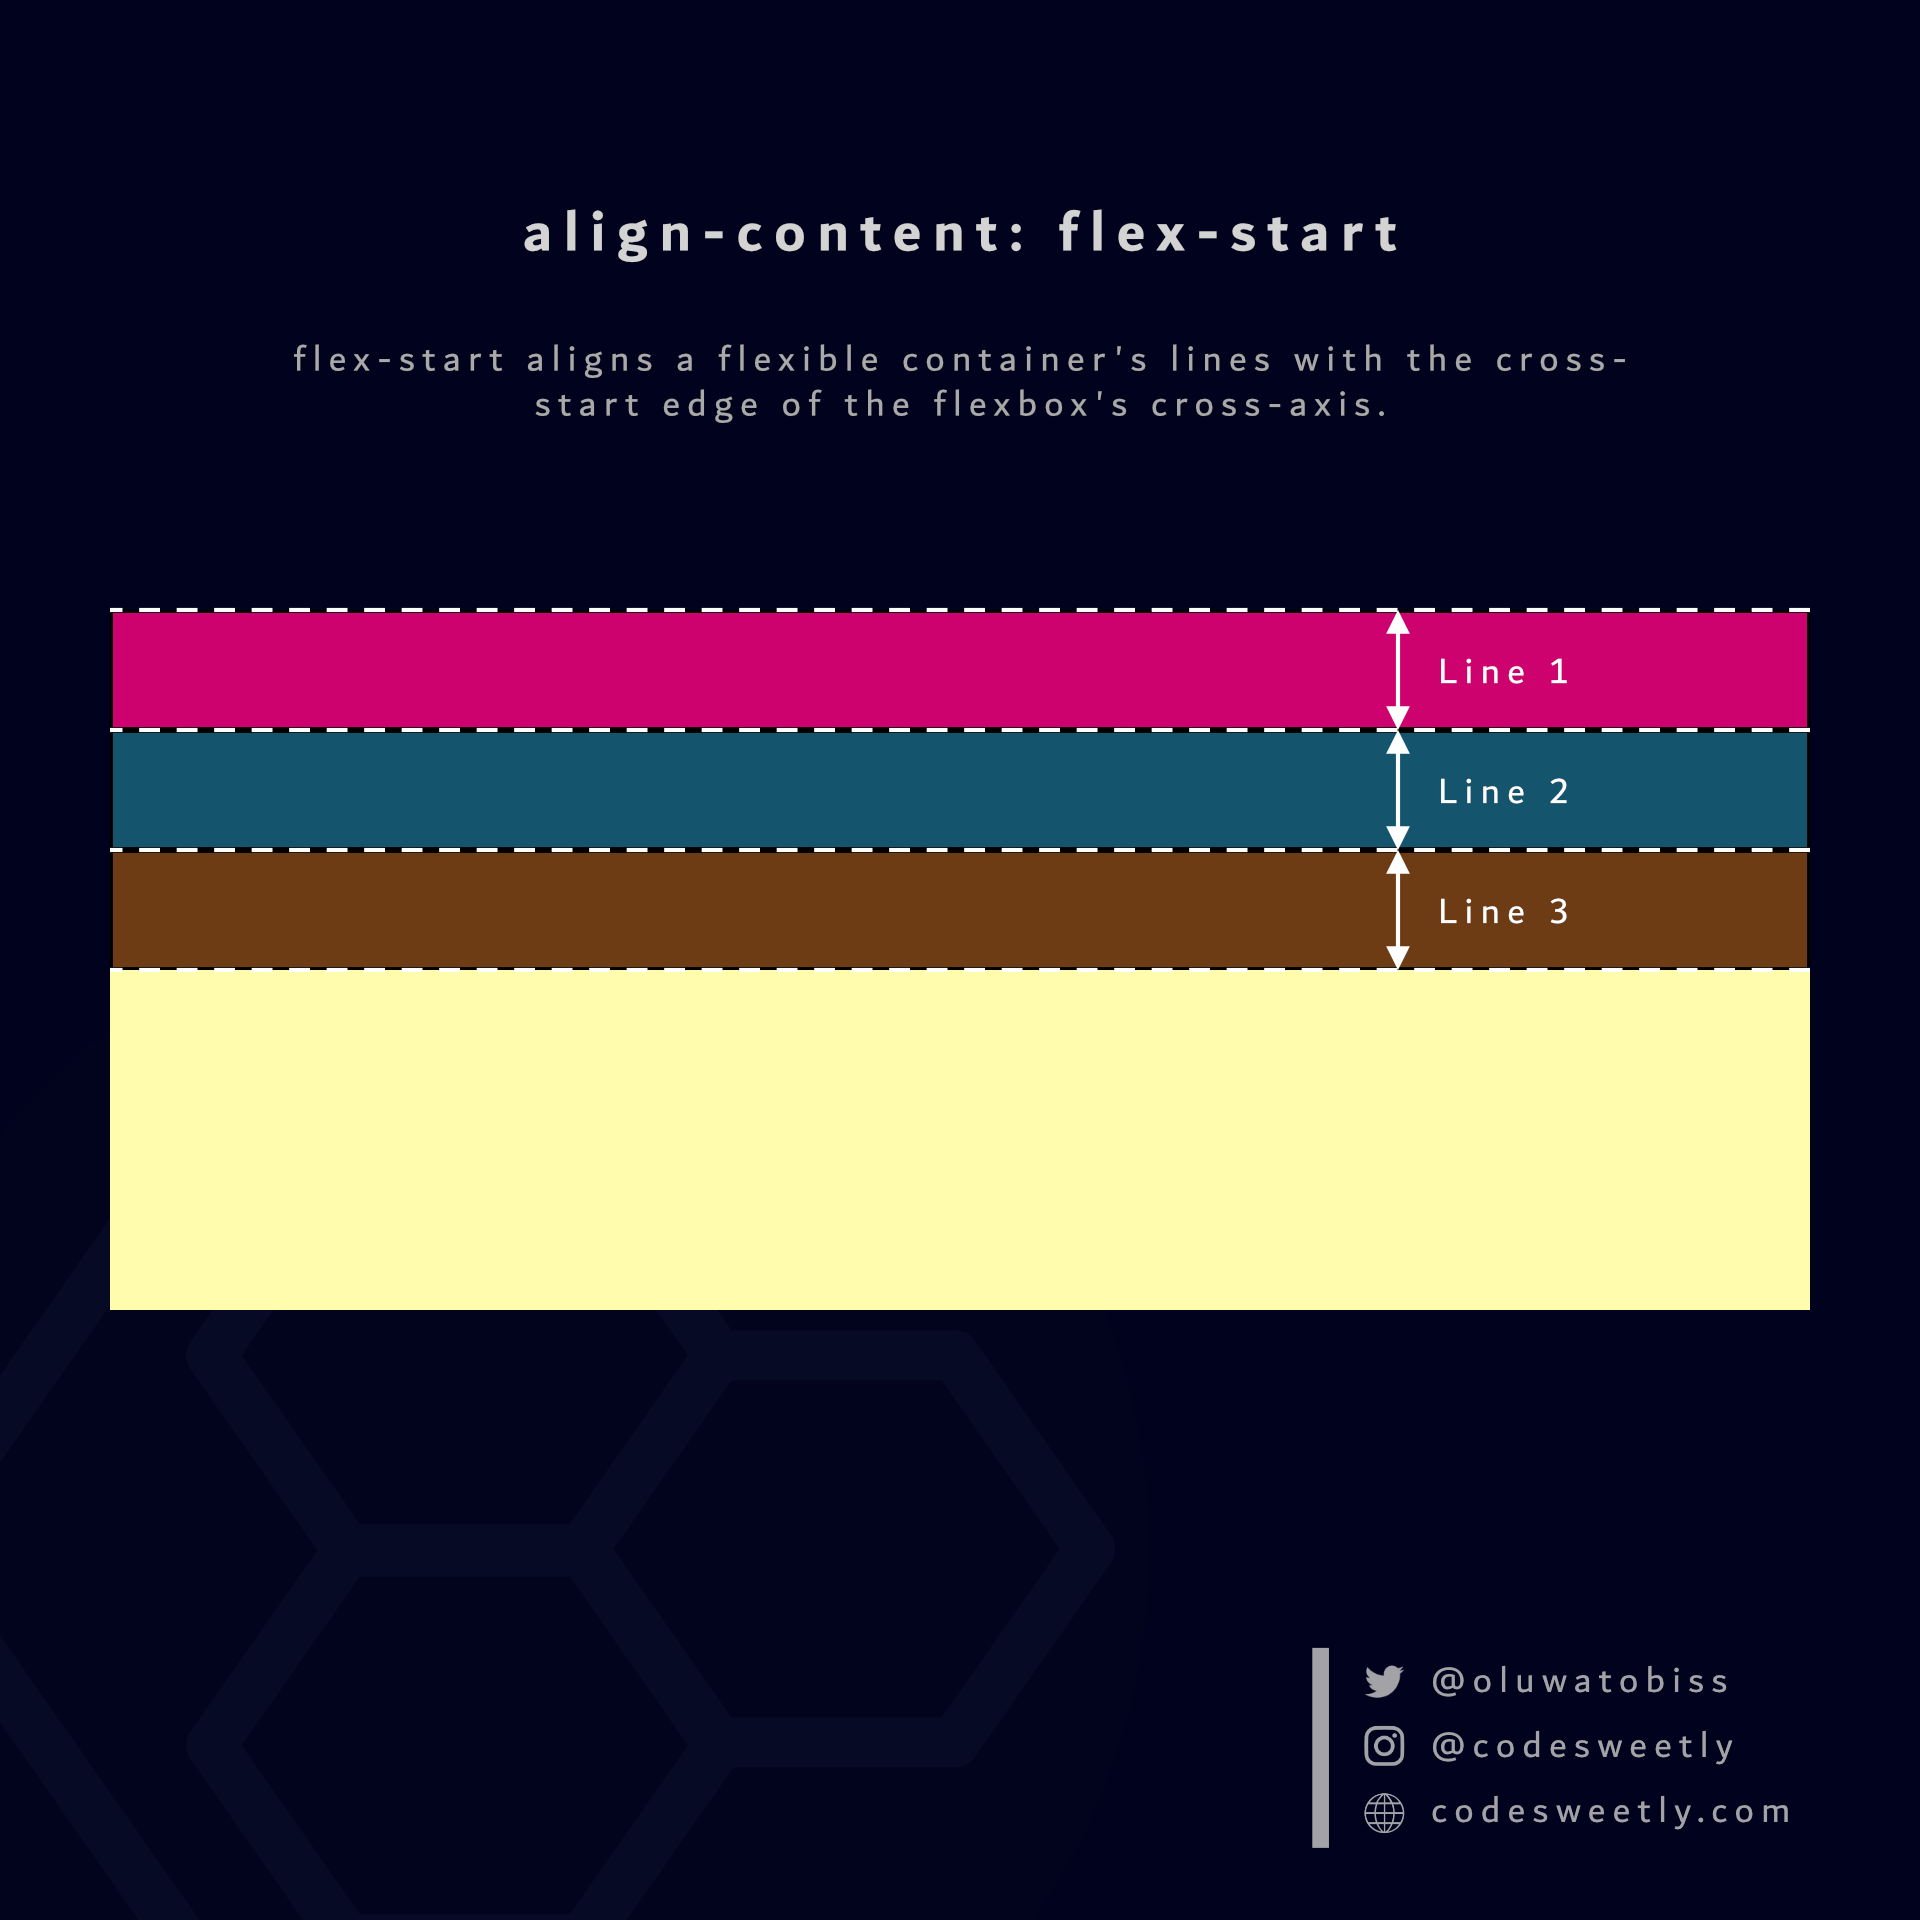 align-content: flex-start
flex-start aligns a flexible container's lines with the cross-
start edge of the flexbox's cross-axis.
Line 1
Line 2
Line 3
@oluwatobiss
@codesweetly
codesweetly.com